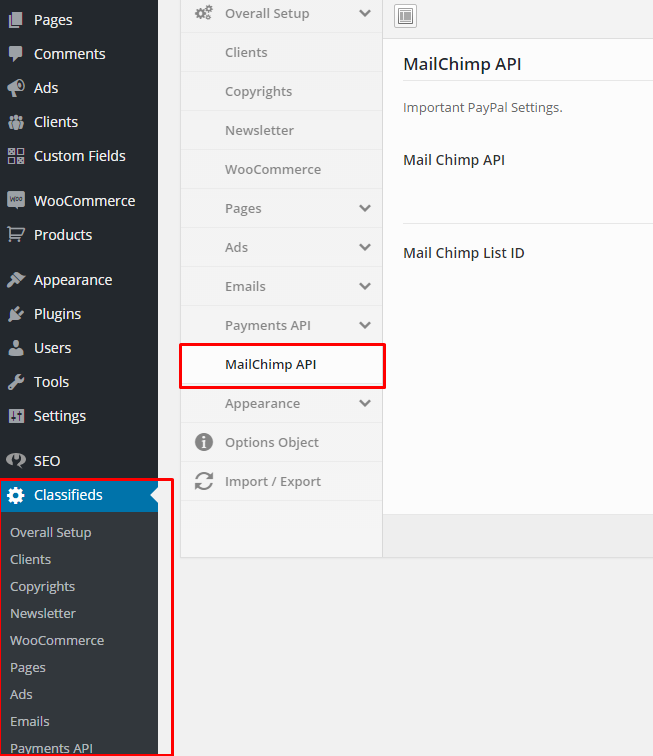 Pages
Comments
Ads
Clients
Custom Fields
WOO
WooCommerce
Products
Appearance
Plugins
Users
Tools
Settings
SEO
Classifieds
Overall Setup
Clients
Copyrights
Newsletter
WooCommerce
Pages
Ads
Emails
Payments API
Overall Setup
Clients
Copyrights
Newsletter
WooCommerce
Pages
Ads
Emails
Payments API
MailChimp API
Appearance
Options Object
Import / Export
MailChimp API
Important PayPal Settings.
Mail Chimp API
Mail Chimp List ID